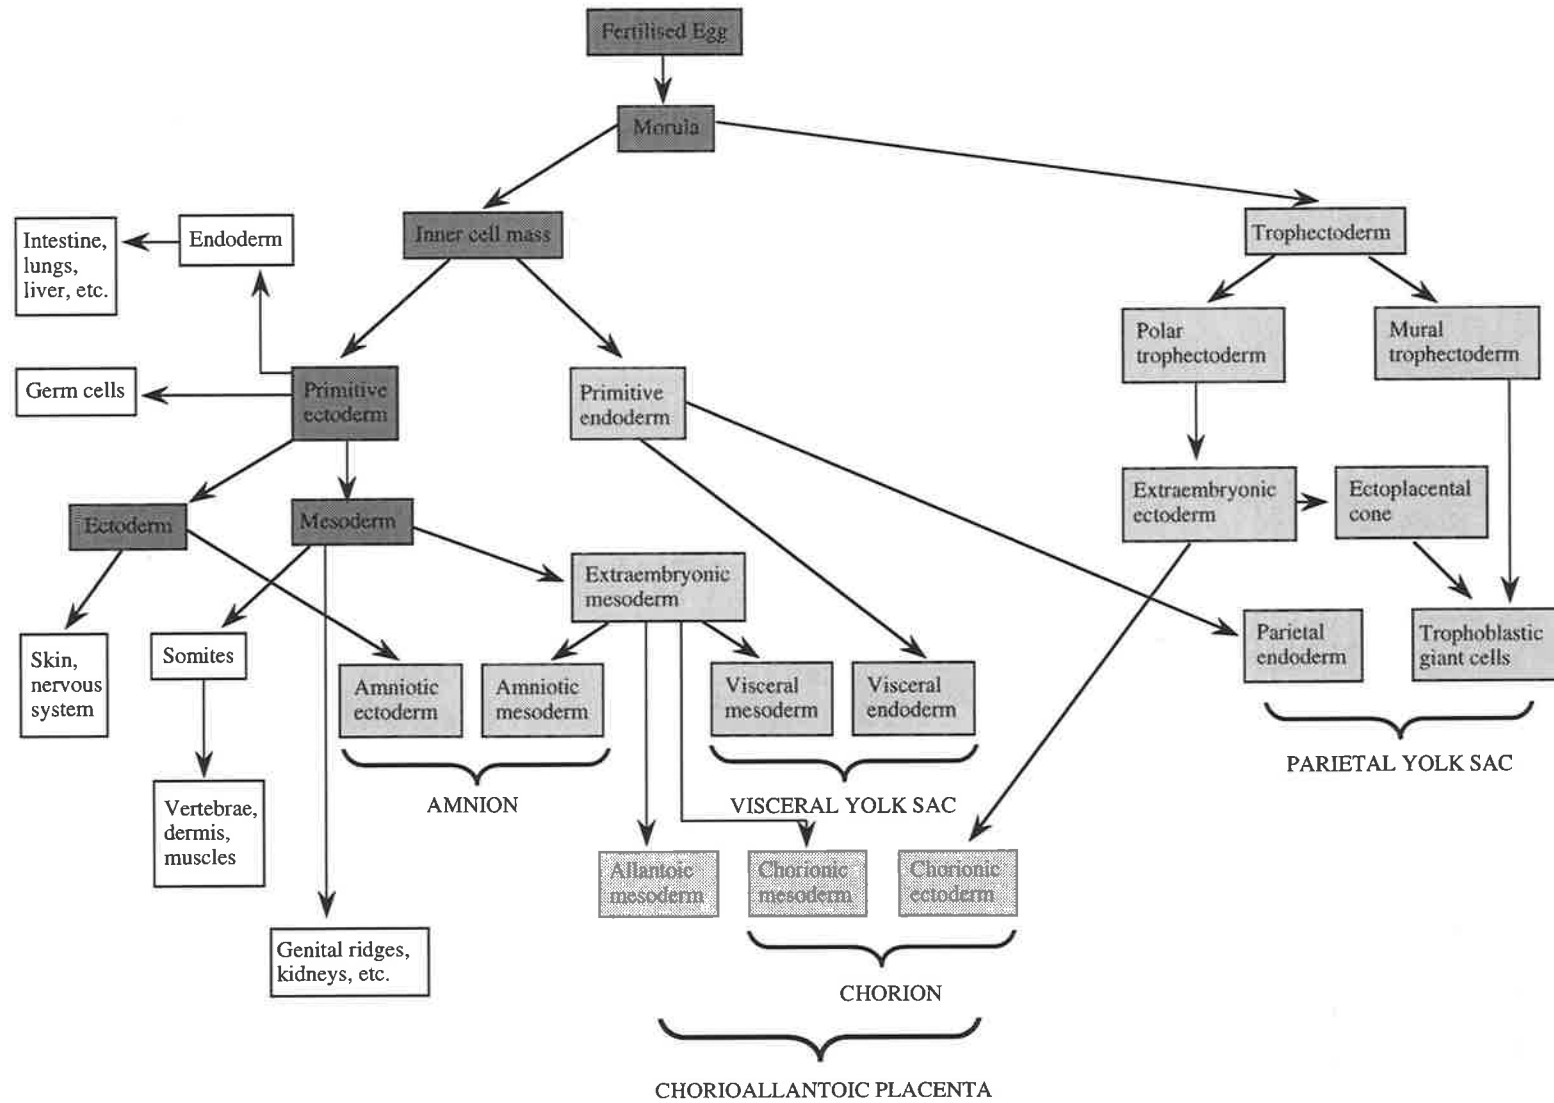 Fertilised Egg
Morula
Inner cell mass
Trophectoderm
Intestine,
lungs,
liver, etc.
Endoderm
Polar
trophectoderm
Mural
trophectoderm
Germ cells
Primitive
ectoderm
Primitive
endoderm
Extraembryonic
ectoderm
Ectoplacental
cone
Ectoderm
Mesoderm
Extraembryonic
mesoderm
Skin,
nervous
system
Somites
Amniotic
ectoderm
Amniotic
mesoderm
Visceral
mesoderm
Visceral
endoderm
Parietal
endoderm
Trophoblastic
giant cells
AMNION
VISCERAL YOLK SAC
PARIETAL YOLK SAC
Vertebrae,
dermis,
muscles
Allantoic
mesoderm
Chorionic
mesoderm
Chorionic
ectoderm
Genital ridges,
kidneys, etc.
CHORION
CHORIOALLANTOIC PLACENTA